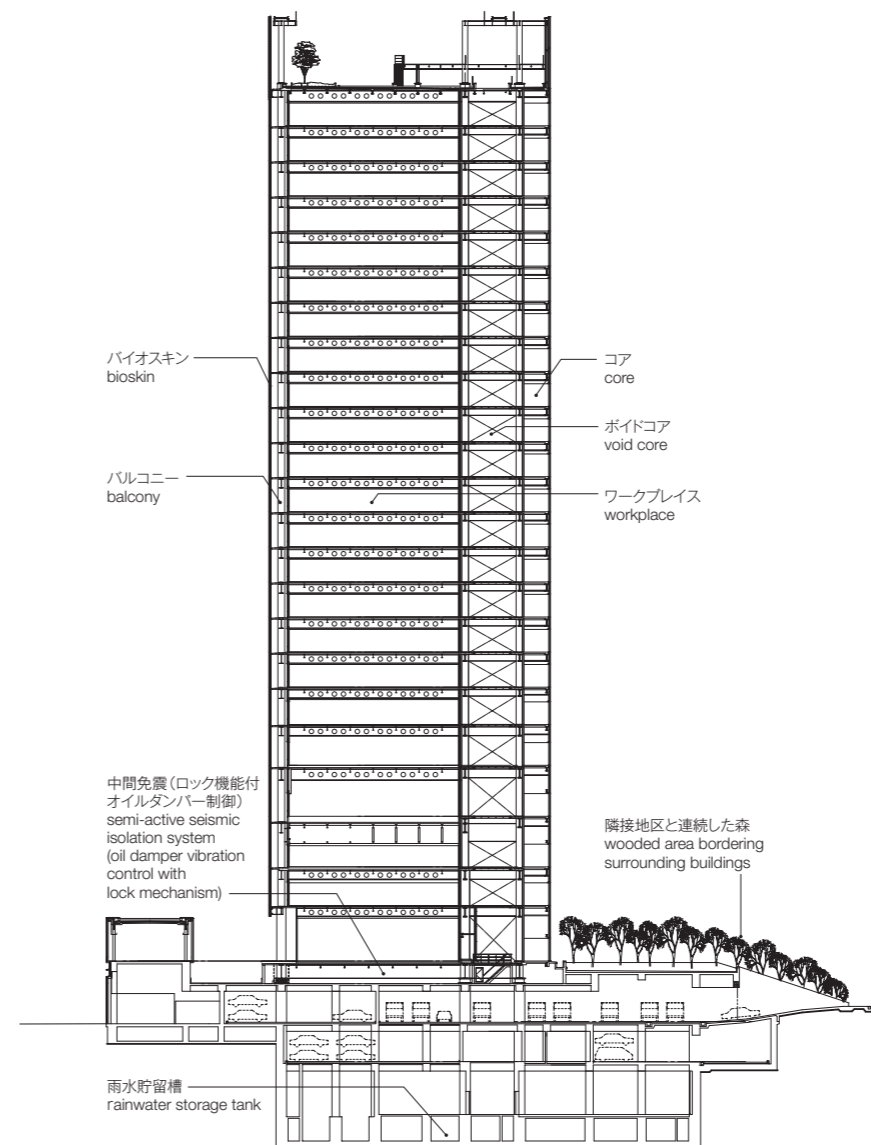 バイオスキン
bioskin
コア
core
ボイドコア
void core
バルコニー
balcony
ワークプレイス
workplace
中間免震（ロック機能付
オイルダンパー制御）
semi-active seismic
isolation system
(oil damper vibration
control with
lock mechanism)
隣接地区と連続した森
wooded area bordering
surrounding buildings
雨水貯留槽
rainwater storage tank